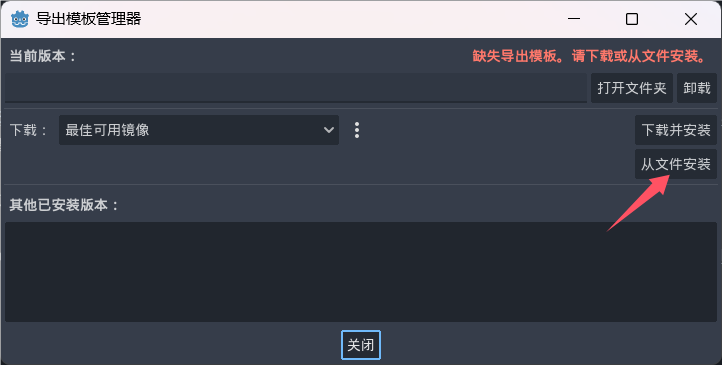 导出模板管理器
当前版本： 缺失导出模板。请下载或从文件安装。
打开文件夹 卸载
下载： 最佳可用镜像 下载并安装
从文件安装
其他已安装版本：
关闭